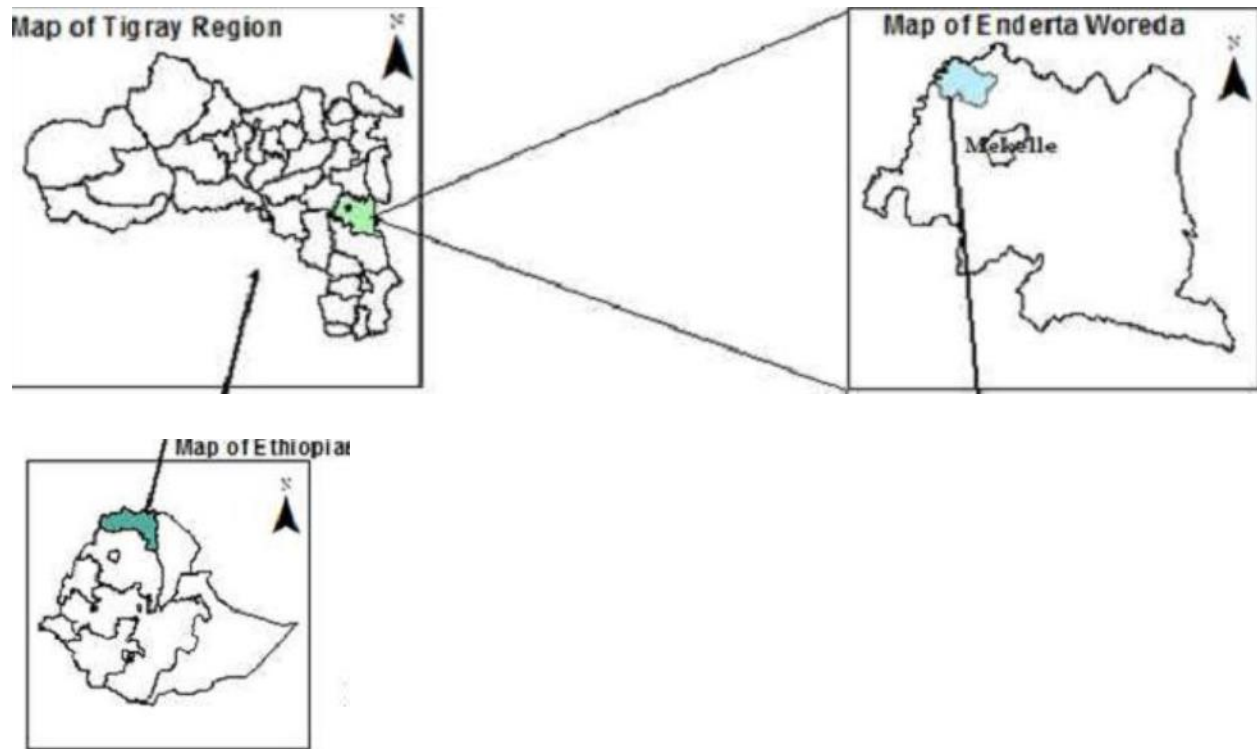 Map of Tigray Region
N
Map of Enderta Woreda
N
Mekelle
Map of Ethiopia
N